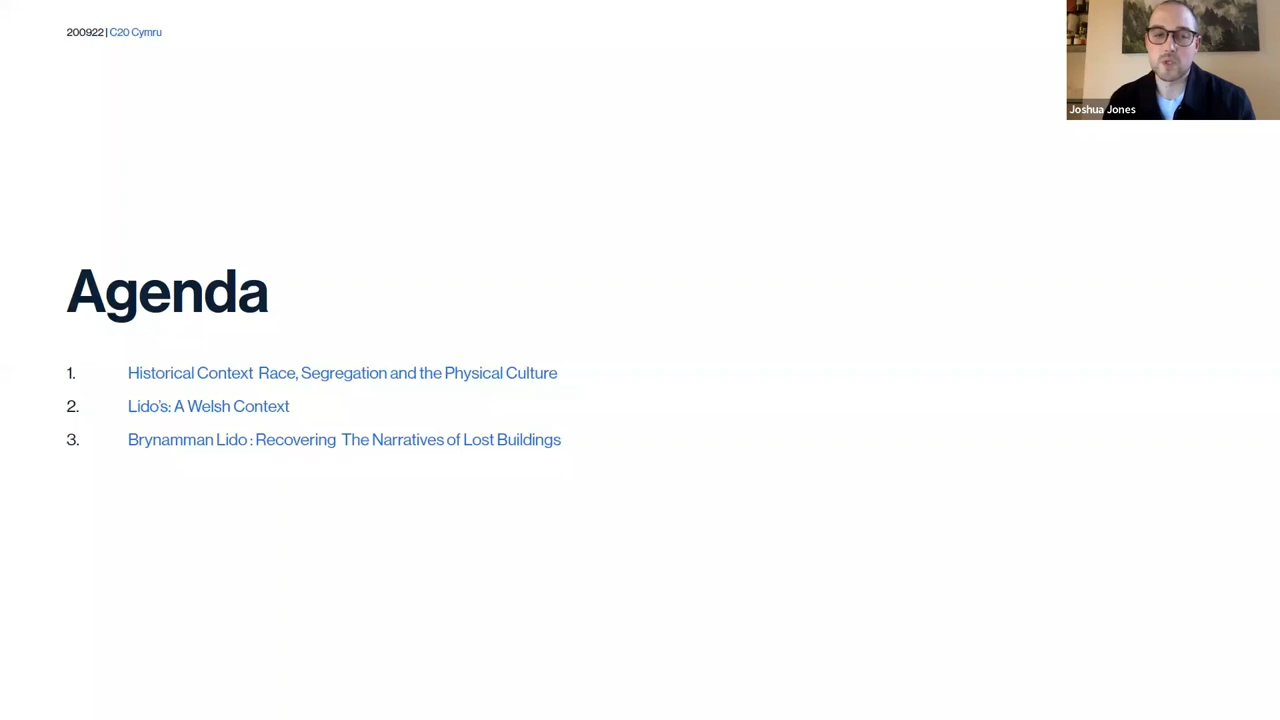 200922 | C20 Cymru
Joshua Jones
Agenda
1. Historical Context Race, Segregation and the Physical Culture
2. Lido's: A Welsh Context
3. Brynamman Lido : Recovering The Narratives of Lost Buildings